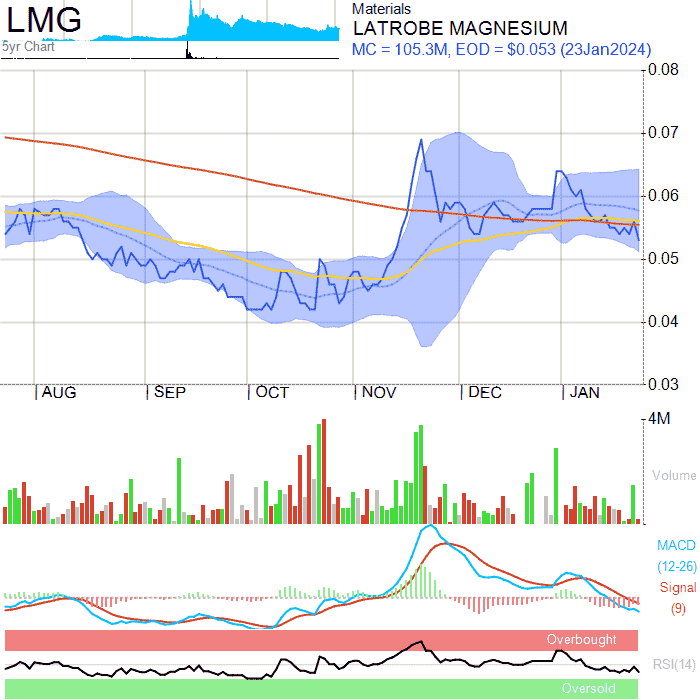 LMG
5yr Chart
Materials
LATROBE MAGNESIUM
MC = 105.3M, EOD = $0.053 (23Jan2024)
0.08
0.07
0.06
0.05
0.04
0.03
AUG SEP OCT NOV DEC JAN
4M
Volume
MACD
(12-26)
Signal
(9)
Overbought
RSI(14)
Oversold